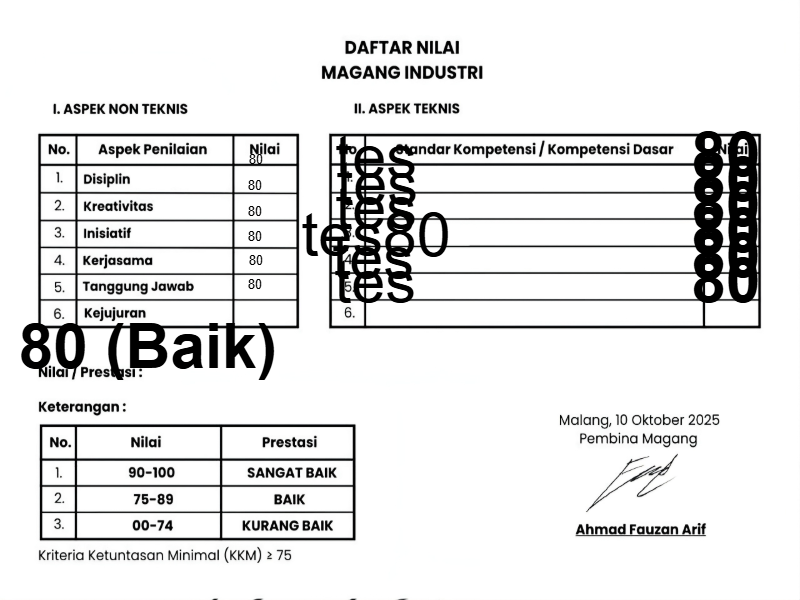 DAFTAR NILAI
MAGANG INDUSTRI
I. ASPEK NON TEKNIS
No. Aspek Penilaian Nilai
80
1. Disiplin 80
2. Kreativitas 80
3. Inisiatif 80
4. Kerjasama 80
5. Tanggung Jawab 80
6. Kejujuran
80 (Baik)
Nilai / Prestasi :
II. ASPEK TEKNIS
No. Standar Kompetensi / Kompetensi Dasar Nilai
tes 80
1. tes 80
2. tes 80
3. tes80 80
4. tes 80
5. tes 80
6.
Keterangan :
No. Nilai Prestasi
1. 90-100 SANGAT BAIK
2. 75-89 BAIK
3. 00-74 KURANG BAIK
Kriteria Ketuntasan Minimal (KKM) ≥ 75
Malang, 10 Oktober 2025
Pembina Magang
Ahmad Fauzan Arif